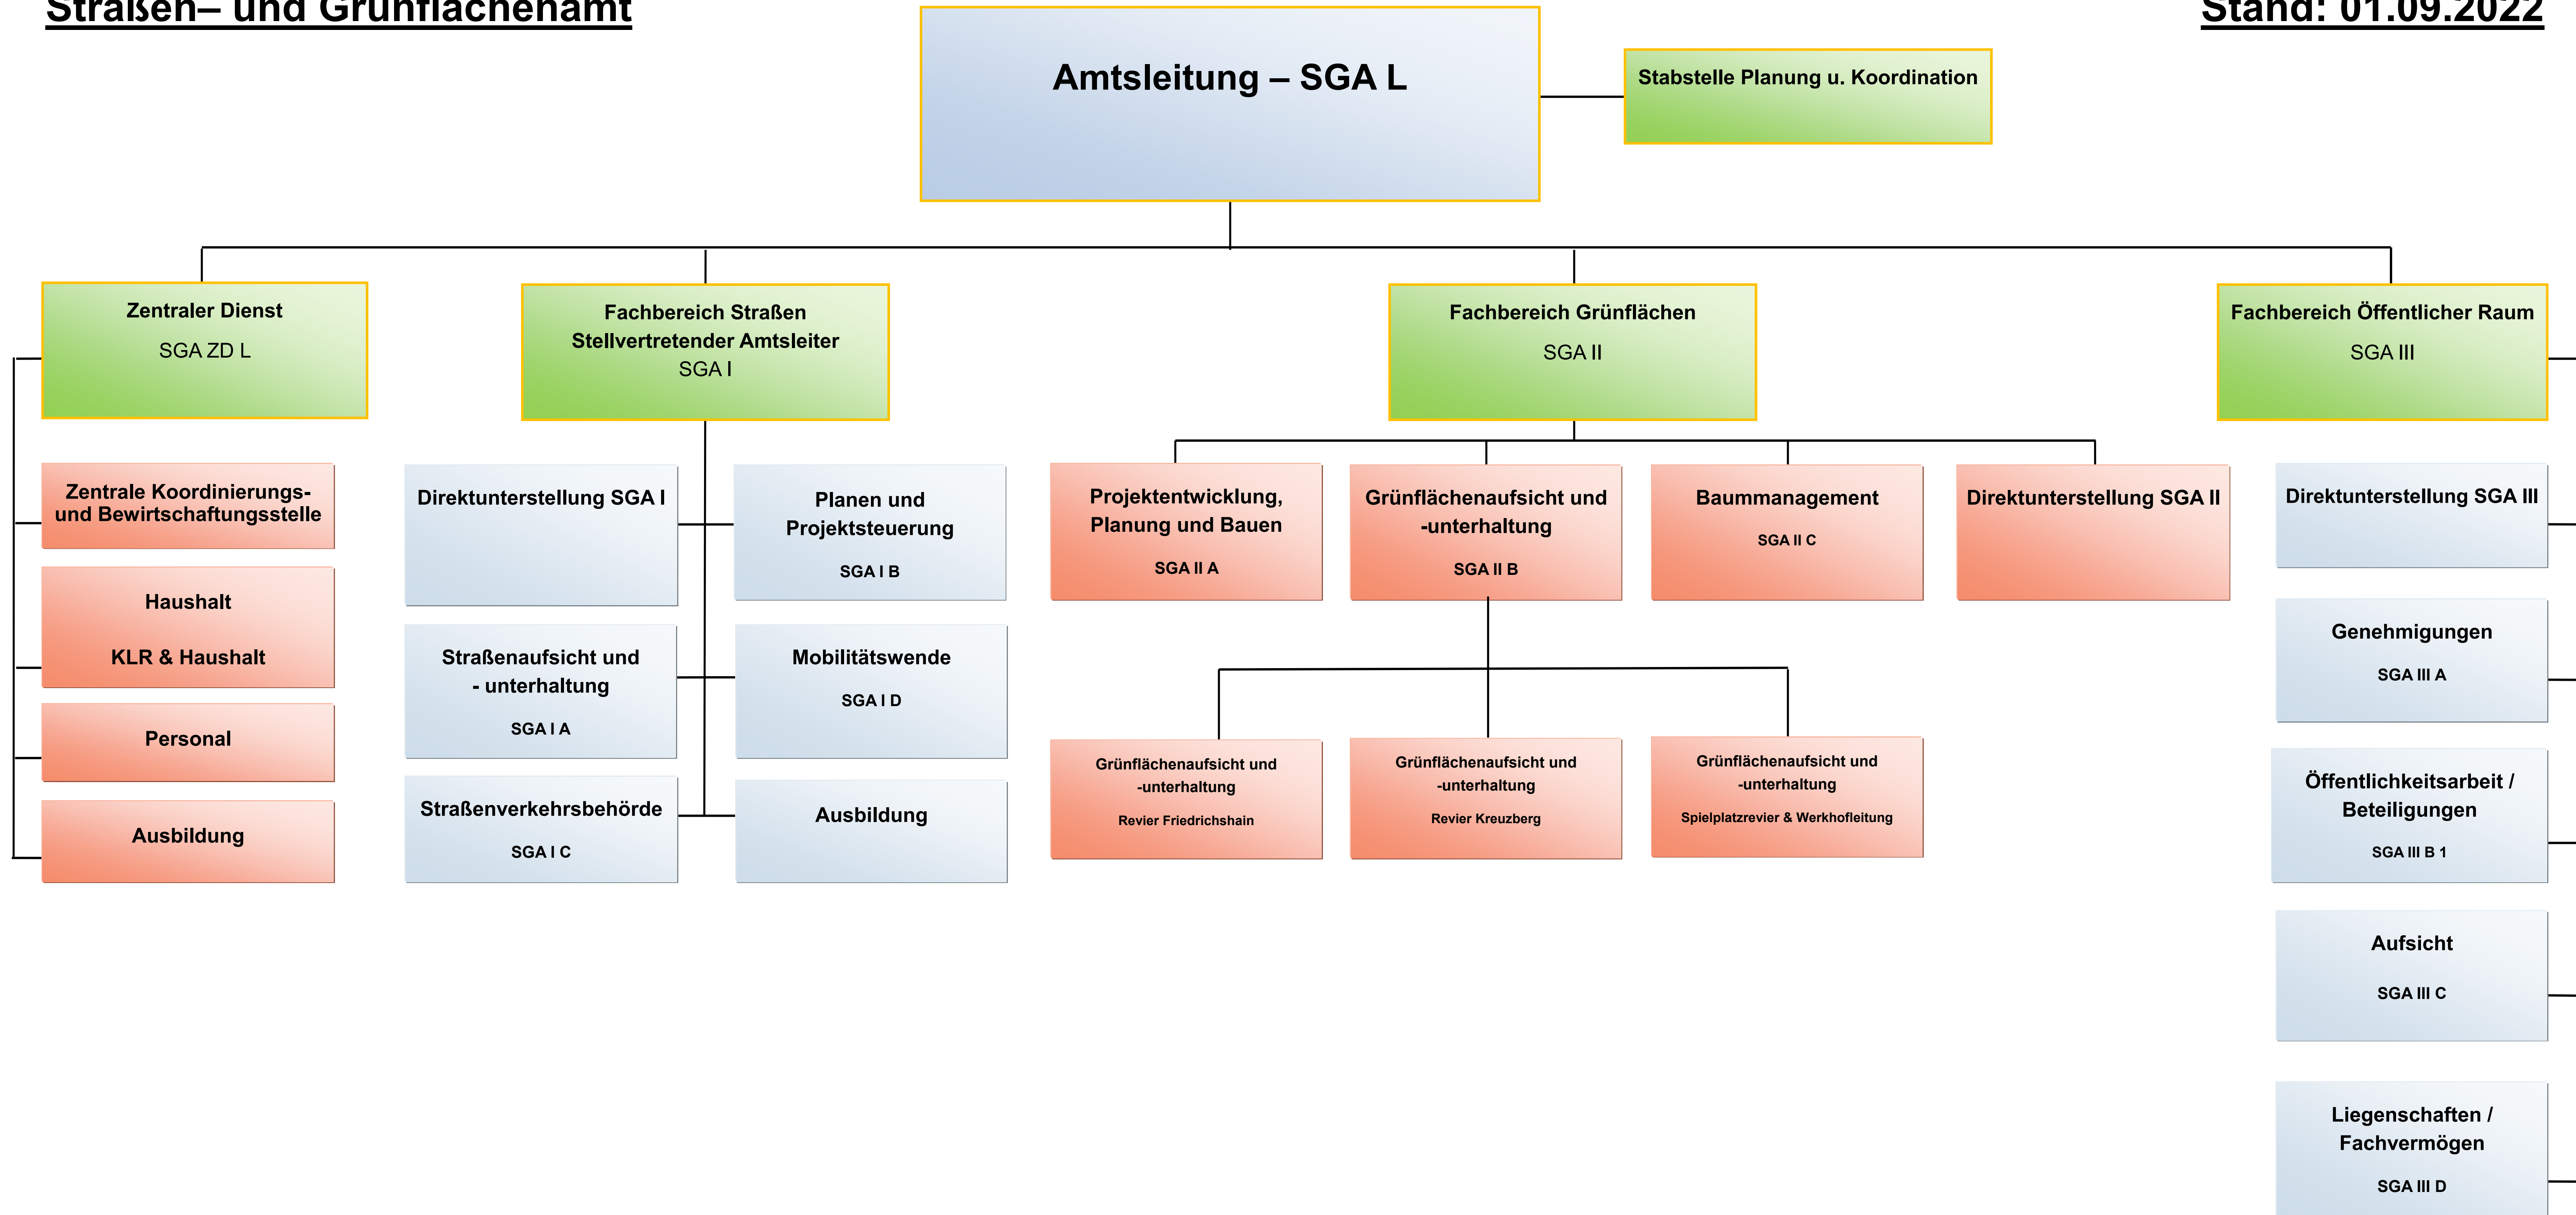 Straßen– und Grünflächenamt
Stand: 01.09.2022
Amtsleitung – SGA L
Stabstelle Planung u. Koordination
Zentraler Dienst
SGA ZD L
Fachbereich Straßen
Stellvertretender Amtsleiter
SGA I
Fachbereich Grünflächen
SGA II
Fachbereich Öffentlicher Raum
SGA III
Zentrale Koordinierungs-
und Bewirtschaftungsstelle
Haushalt
KLR & Haushalt
Personal
Ausbildung
Direktunterstellung SGA I
Planen und
Projektsteuerung
SGA I B
Straßenaufsicht und
- unterhaltung
SGA I A
Mobilitätswende
SGA I D
Straßenverkehrsbehörde
SGA I C
Ausbildung
Projektentwicklung,
Planung und Bauen
SGA II A
Grünflächenaufsicht und
-unterhaltung
SGA II B
Baummanagement
SGA II C
Direktunterstellung SGA II
Grünflächenaufsicht und
-unterhaltung
Revier Friedrichshain
Grünflächenaufsicht und
-unterhaltung
Revier Kreuzberg
Grünflächenaufsicht und
-unterhaltung
Spielplatzrevier & Werkhofleitung
Direktunterstellung SGA III
Genehmigungen
SGA III A
Öffentlichkeitsarbeit /
Beteiligungen
SGA III B 1
Aufsicht
SGA III C
Liegenschaften /
Fachvermögen
SGA III D